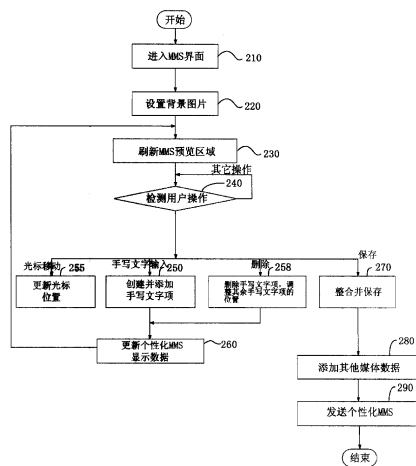 开始
进入MMS界面
210
设置背景图片
220
刷新MMS预览区域
230
其它操作
240
检测用户操作
光标移动
手写文字输入
删除
保存
255
250
258
270
更新光标
位置
创建并添加
手写文字项
删除手写文字项，调
整其余手写文字项的
位置
整合并保存
更新个性化MMS
显示数据
260
280
添加其他媒体数据
290
发送个性化MMS
结束